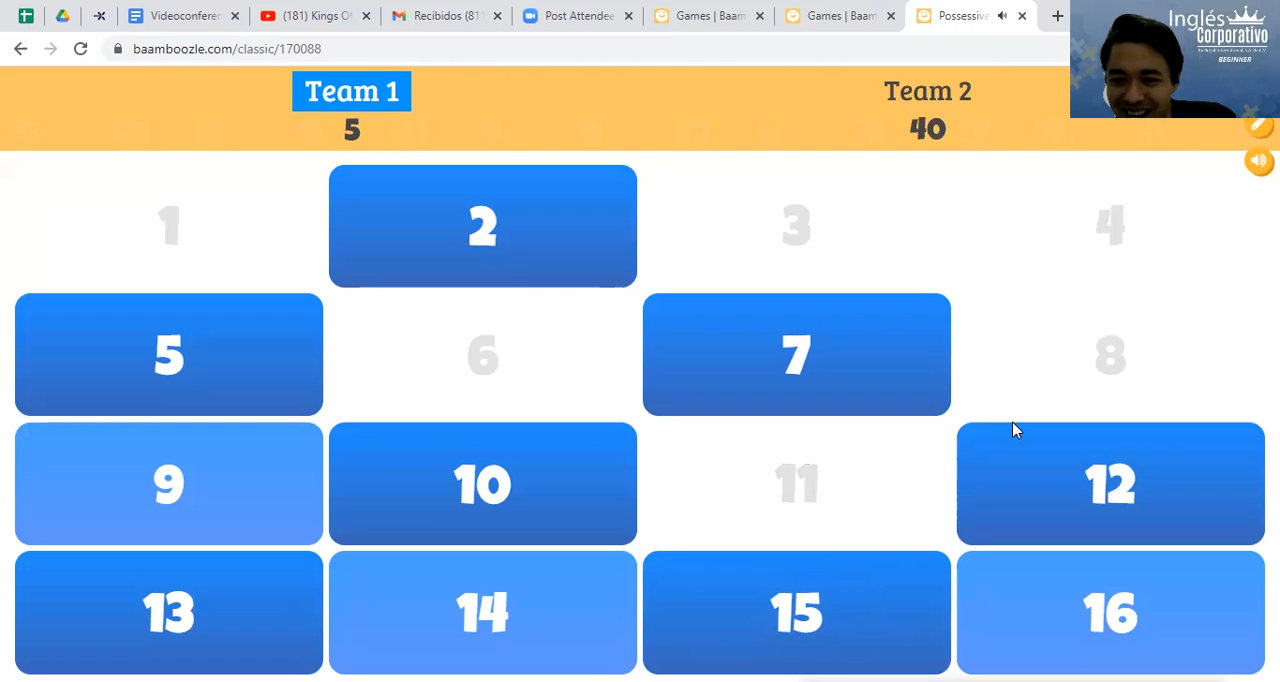 Videoconferen
(181) Kings Of
Recibidos (811
Post Attendee
Games | Baam
Games | Baam
Possessive
baamboozle.com/classic/170088
Inglés
Corporativo
BEGINNER
Team 1
5
Team 2
40
1
2
3
4
5
6
7
8
9
10
11
12
13
14
15
16